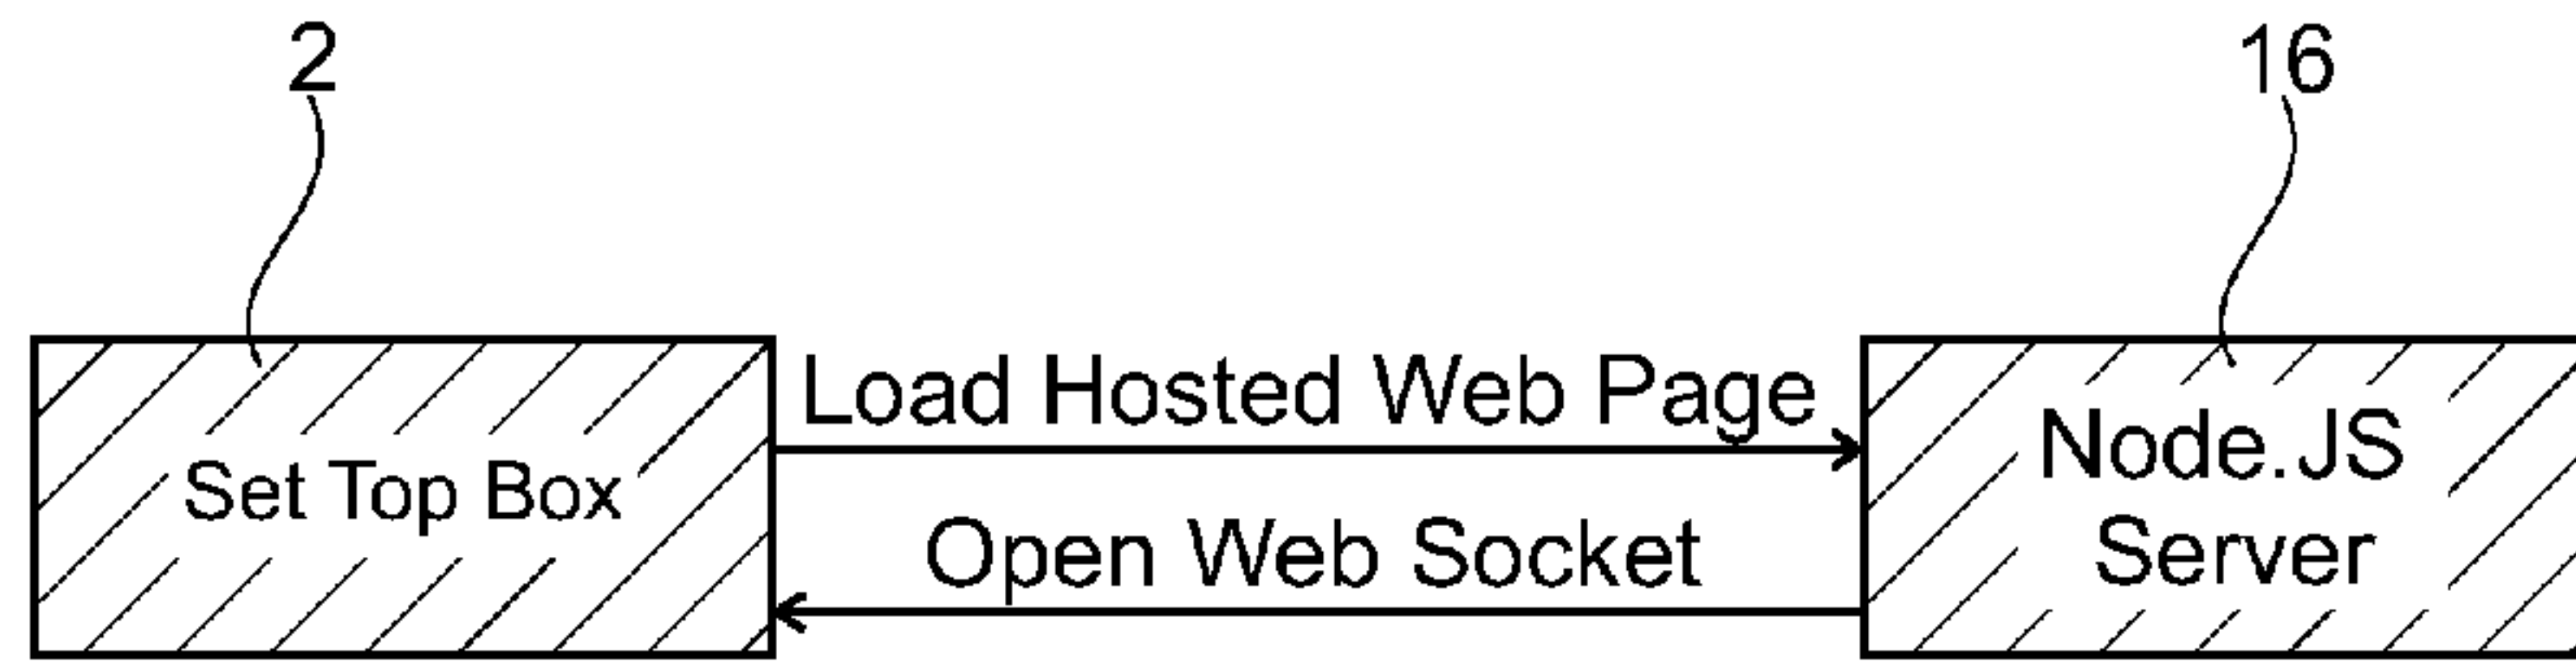 2
16
Load Hosted Web Page
Set Top Box
Node.JS
Server
Open Web Socket